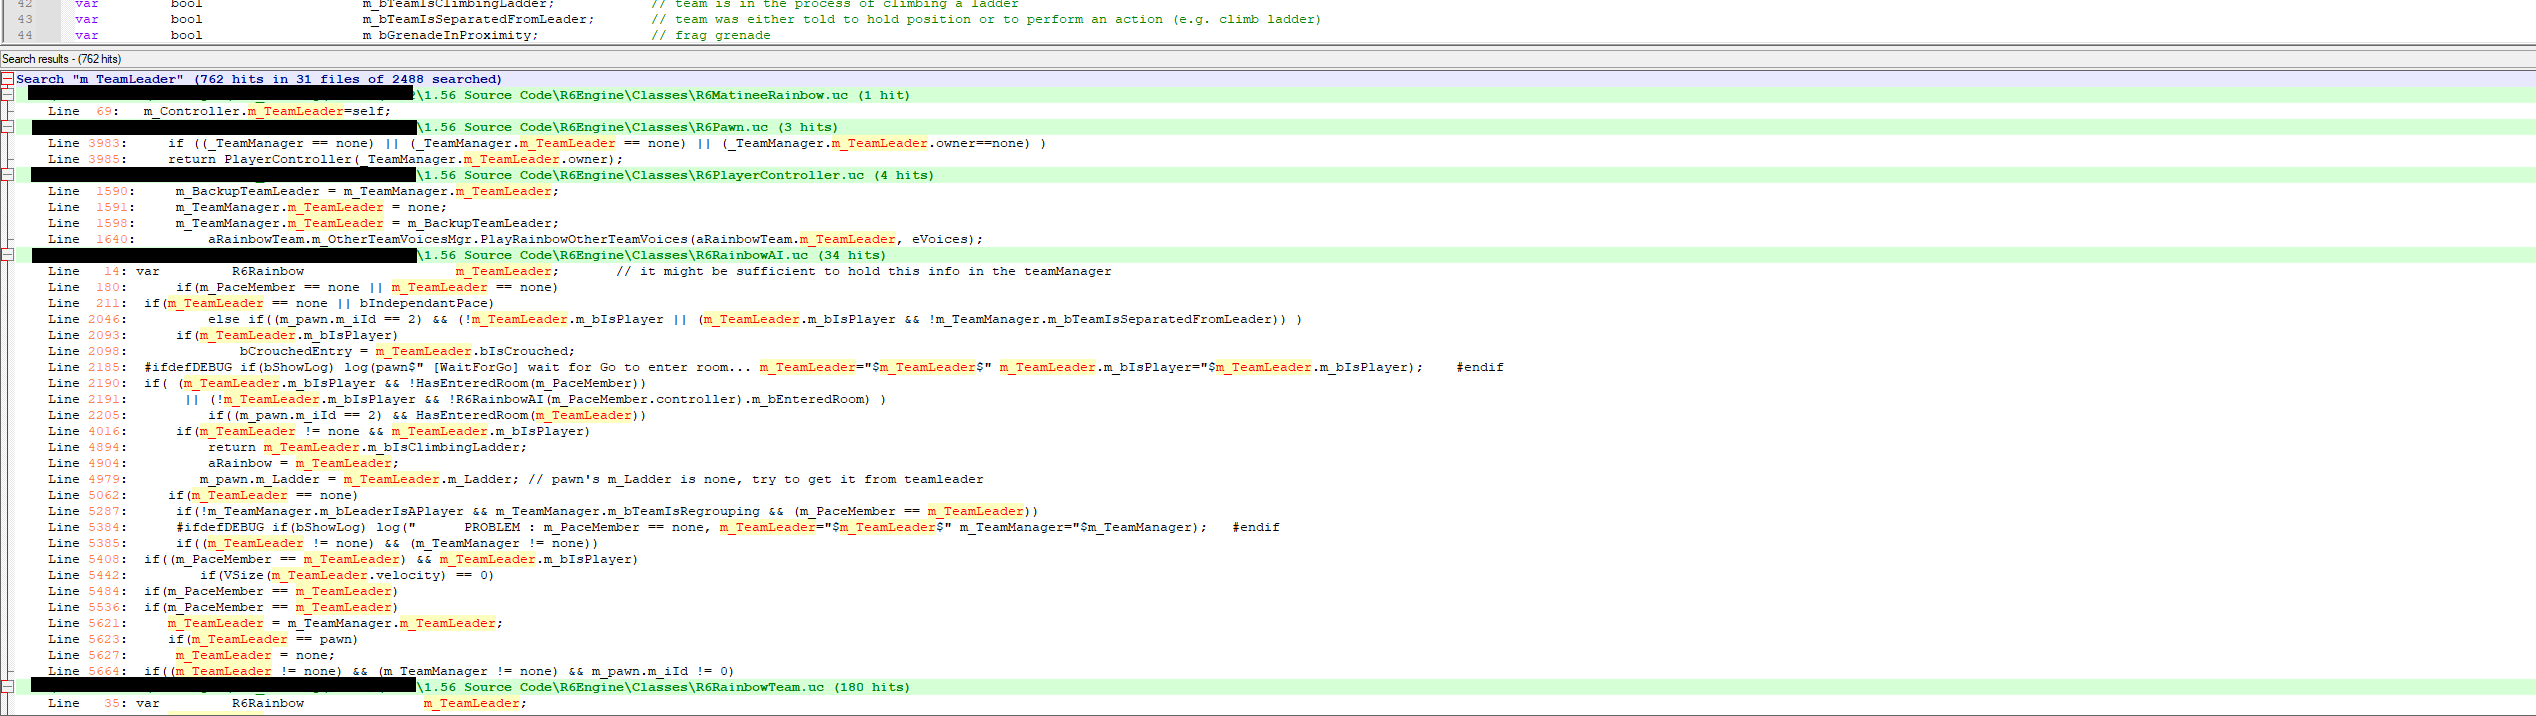 42 var bool m_bTeamIsClimbingLadder; // team is in the process of climbing a ladder
43 var bool m_bTeamIsSeparatedFromLeader; // team was either told to hold position or to perform an action (e.g. climb ladder)
44 var bool m_bGrenadeInProximity; // frag grenade
Search results - (762 hits)
Search "m_TeamLeader" (762 hits in 31 files of 2488 searched)
\1.56 Source Code\R6Engine\Classes\R6MatineeRainbow.uc (1 hit)
Line 69: m_Controller.m_TeamLeader=self;
\1.56 Source Code\R6Engine\Classes\R6Pawn.uc (3 hits)
Line 3983: if ((_TeamManager == none) || (_TeamManager.m_TeamLeader == none) || (_TeamManager.m_TeamLeader.owner==none) )
Line 3985: return PlayerController(_TeamManager.m_TeamLeader.owner);
\1.56 Source Code\R6Engine\Classes\R6PlayerController.uc (4 hits)
Line 1590: m_BackupTeamLeader = m_TeamManager.m_TeamLeader;
Line 1591: m_TeamManager.m_TeamLeader = none;
Line 1598: m_TeamManager.m_TeamLeader = m_BackupTeamLeader;
Line 1640: aRainbowTeam.m_OtherTeamVoicesMgr.PlayRainbowOtherTeamVoices(aRainbowTeam.m_TeamLeader, eVoices);
\1.56 Source Code\R6Engine\Classes\R6RainbowAI.uc (34 hits)
Line 14: var R6Rainbow m_TeamLeader; // it might be sufficient to hold this info in the teamManager
Line 180: if(m_PaceMember == none || m_TeamLeader == none)
Line 211: if(m_TeamLeader == none || bIndependantPace)
Line 2046: else if((m_pawn.m_iId == 2) && (!m_TeamLeader.m_bIsPlayer || (m_TeamLeader.m_bIsPlayer && !m_TeamManager.m_bTeamIsSeparatedFromLeader)) )
Line 2093: if(m_TeamLeader.m_bIsPlayer)
Line 2098: bCrouchedEntry = m_TeamLeader.bIsCrouched;
Line 2185: #ifdefDEBUG if(bShowLog) log(pawn$" [WaitForGo] wait for Go to enter room... m_TeamLeader="$m_TeamLeader$" m_TeamLeader.m_bIsPlayer="$m_TeamLeader.m_bIsPlayer); #endif
Line 2190: if( (m_TeamLeader.m_bIsPlayer && !HasEnteredRoom(m_PaceMember))
Line 2191: || (!m_TeamLeader.m_bIsPlayer && !R6RainbowAI(m_PaceMember.controller).m_bEnteredRoom) )
Line 2205: if((m_pawn.m_iId == 2) && HasEnteredRoom(m_TeamLeader))
Line 4016: if(m_TeamLeader != none && m_TeamLeader.m_bIsPlayer)
Line 4894: return m_TeamLeader.m_bIsClimbingLadder;
Line 4904: aRainbow = m_TeamLeader;
Line 4979: m_pawn.m_Ladder = m_TeamLeader.m_Ladder; // pawn's m_Ladder is none, try to get it from teamleader
Line 5062: if(m_TeamLeader == none)
Line 5287: if(!m_TeamManager.m_bLeaderIsAPlayer && m_TeamManager.m_bTeamIsRegrouping && (m_PaceMember == m_TeamLeader))
Line 5384: #ifdefDEBUG if(bShowLog) log(" PROBLEM : m_PaceMember == none, m_TeamLeader="$m_TeamLeader$" m_TeamManager="$m_TeamManager); #endif
Line 5385: if((m_TeamLeader != none) && (m_TeamManager != none))
Line 5408: if((m_PaceMember == m_TeamLeader) && m_TeamLeader.m_bIsPlayer)
Line 5442: if(VSize(m_TeamLeader.velocity) == 0)
Line 5484: if(m_PaceMember == m_TeamLeader)
Line 5536: if(m_PaceMember == m_TeamLeader)
Line 5621: m_TeamLeader = m_TeamManager.m_TeamLeader;
Line 5623: if(m_TeamLeader == pawn)
Line 5627: m_TeamLeader = none;
Line 5664: if((m_TeamLeader != none) && (m_TeamManager != none) && m_pawn.m_iId != 0)
\1.56 Source Code\R6Engine\Classes\R6RainbowTeam.uc (180 hits)
Line 35: var R6Rainbow m_TeamLeader;